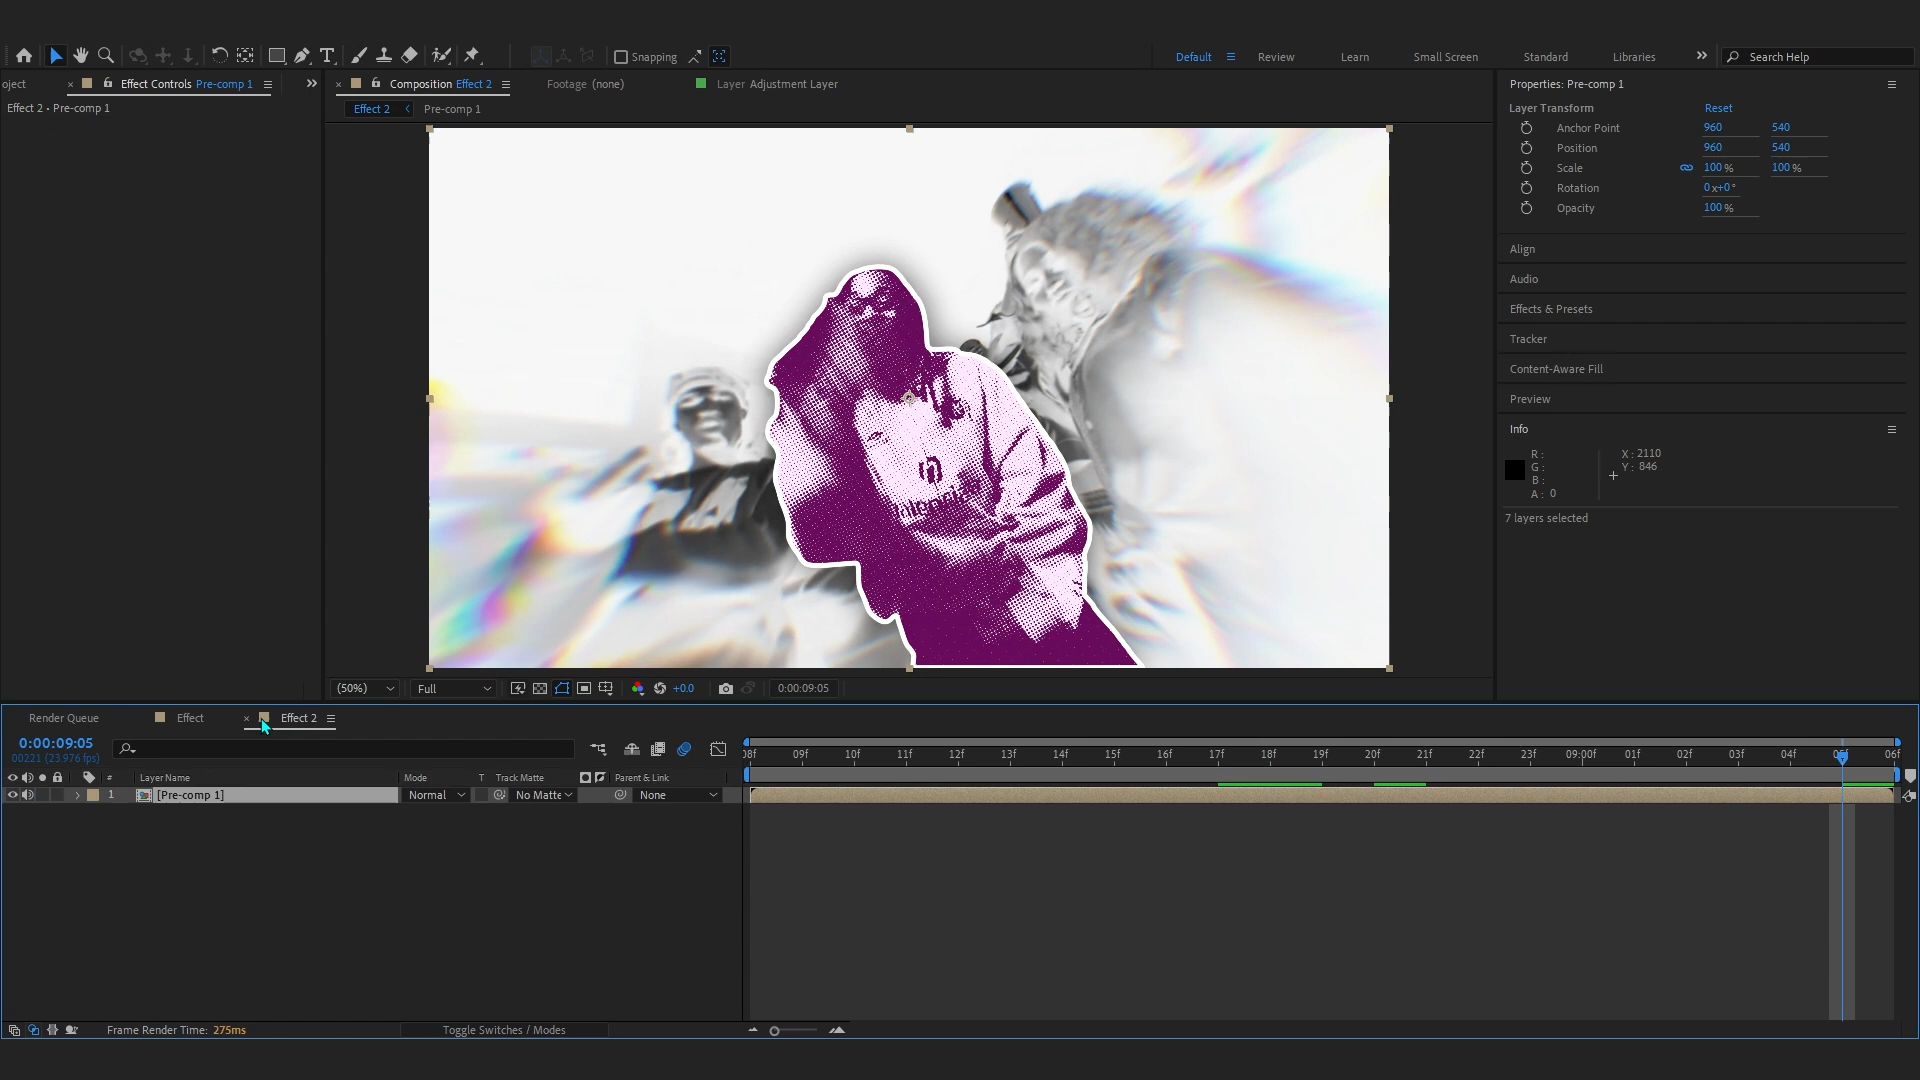 Snapping
Default
Review
Learn
Small Screen
Standard
Libraries
Search Help
oject
Effect Controls Pre-comp 1
Composition Effect 2
Footage (none)
Layer Adjustment Layer
Properties: Pre-comp 1
Effect 2 • Pre-comp 1
Effect 2
Pre-comp 1
Layer Transform
Reset
Anchor Point 960 540
Position 960 540
Scale 100 % 100 %
Rotation 0 x+0 °
Opacity 100 %
Align
Audio
Effects & Presets
Tracker
Content-Aware Fill
Preview
Info
R :
G :
B :
A : 0
X : 2110
Y : 846
7 layers selected
(50%)
Full
+0.0
0:00:09:05
Render Queue
Effect
Effect 2
0:00:09:05
00221 (23.976 fps)
08f 09f 10f 11f 12f 13f 14f 15f 16f 17f 18f 19f 20f 21f 22f 23f 09:00f 01f 02f 03f 04f 05f 06f
# Layer Name Mode T Track Matte Parent & Link
1 [Pre-comp 1] Normal No Matte None
Frame Render Time: 275ms
Toggle Switches / Modes